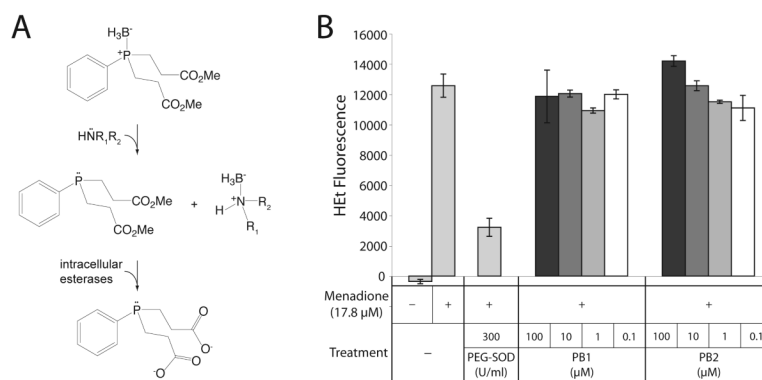 A
H₃B⁻
P⁺
CO₂Me
CO₂Me
HN̈R₁R₂
P̈
CO₂Me
CO₂Me
+
H₃B⁻
H N⁺ R₂
R₁
intracellular
esterases
P̈
O
O⁻
⁻O
O
B
HEt Fluorescence
16000
14000
12000
10000
8000
6000
4000
2000
0
Menadione
(17.8 µM)
− + + + +
Treatment
−
300
PEG-SOD
(U/ml)
100 10 1 0.1
PB1
(µM)
100 10 1 0.1
PB2
(µM)